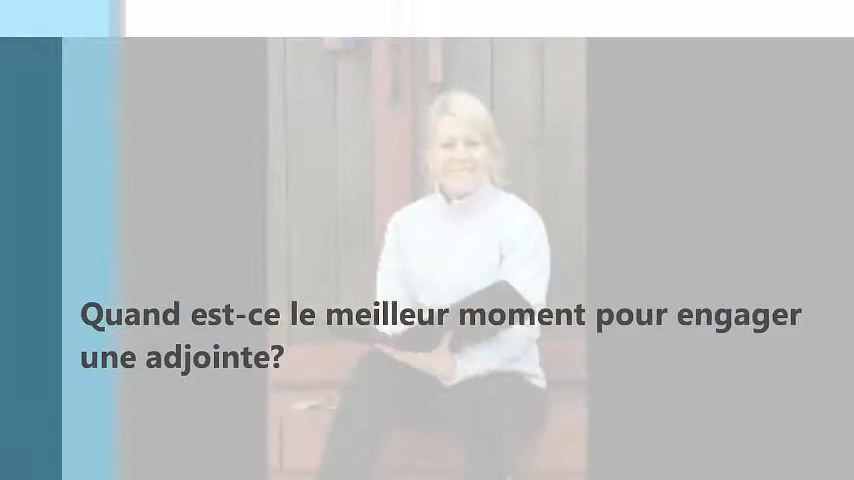 Quand est-ce le meilleur moment pour engager
une adjointe?